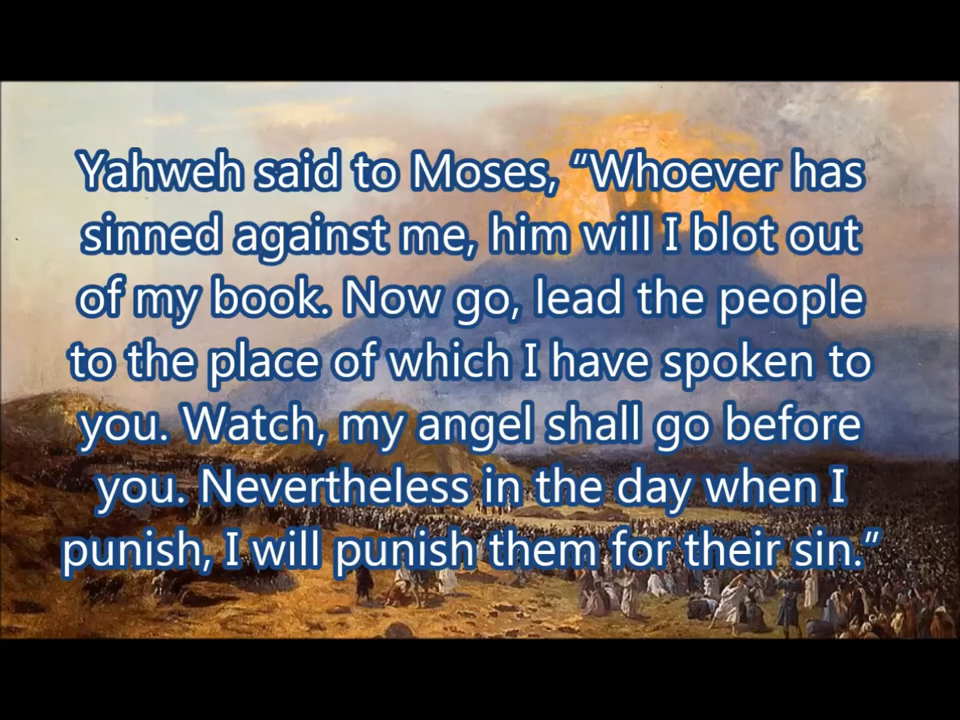 Yahweh said to Moses, “Whoever has
sinned against me, him will I blot out
of my book. Now go, lead the people
to the place of which I have spoken to
you. Watch, my angel shall go before
you. Nevertheless in the day when I
punish, I will punish them for their sin.”